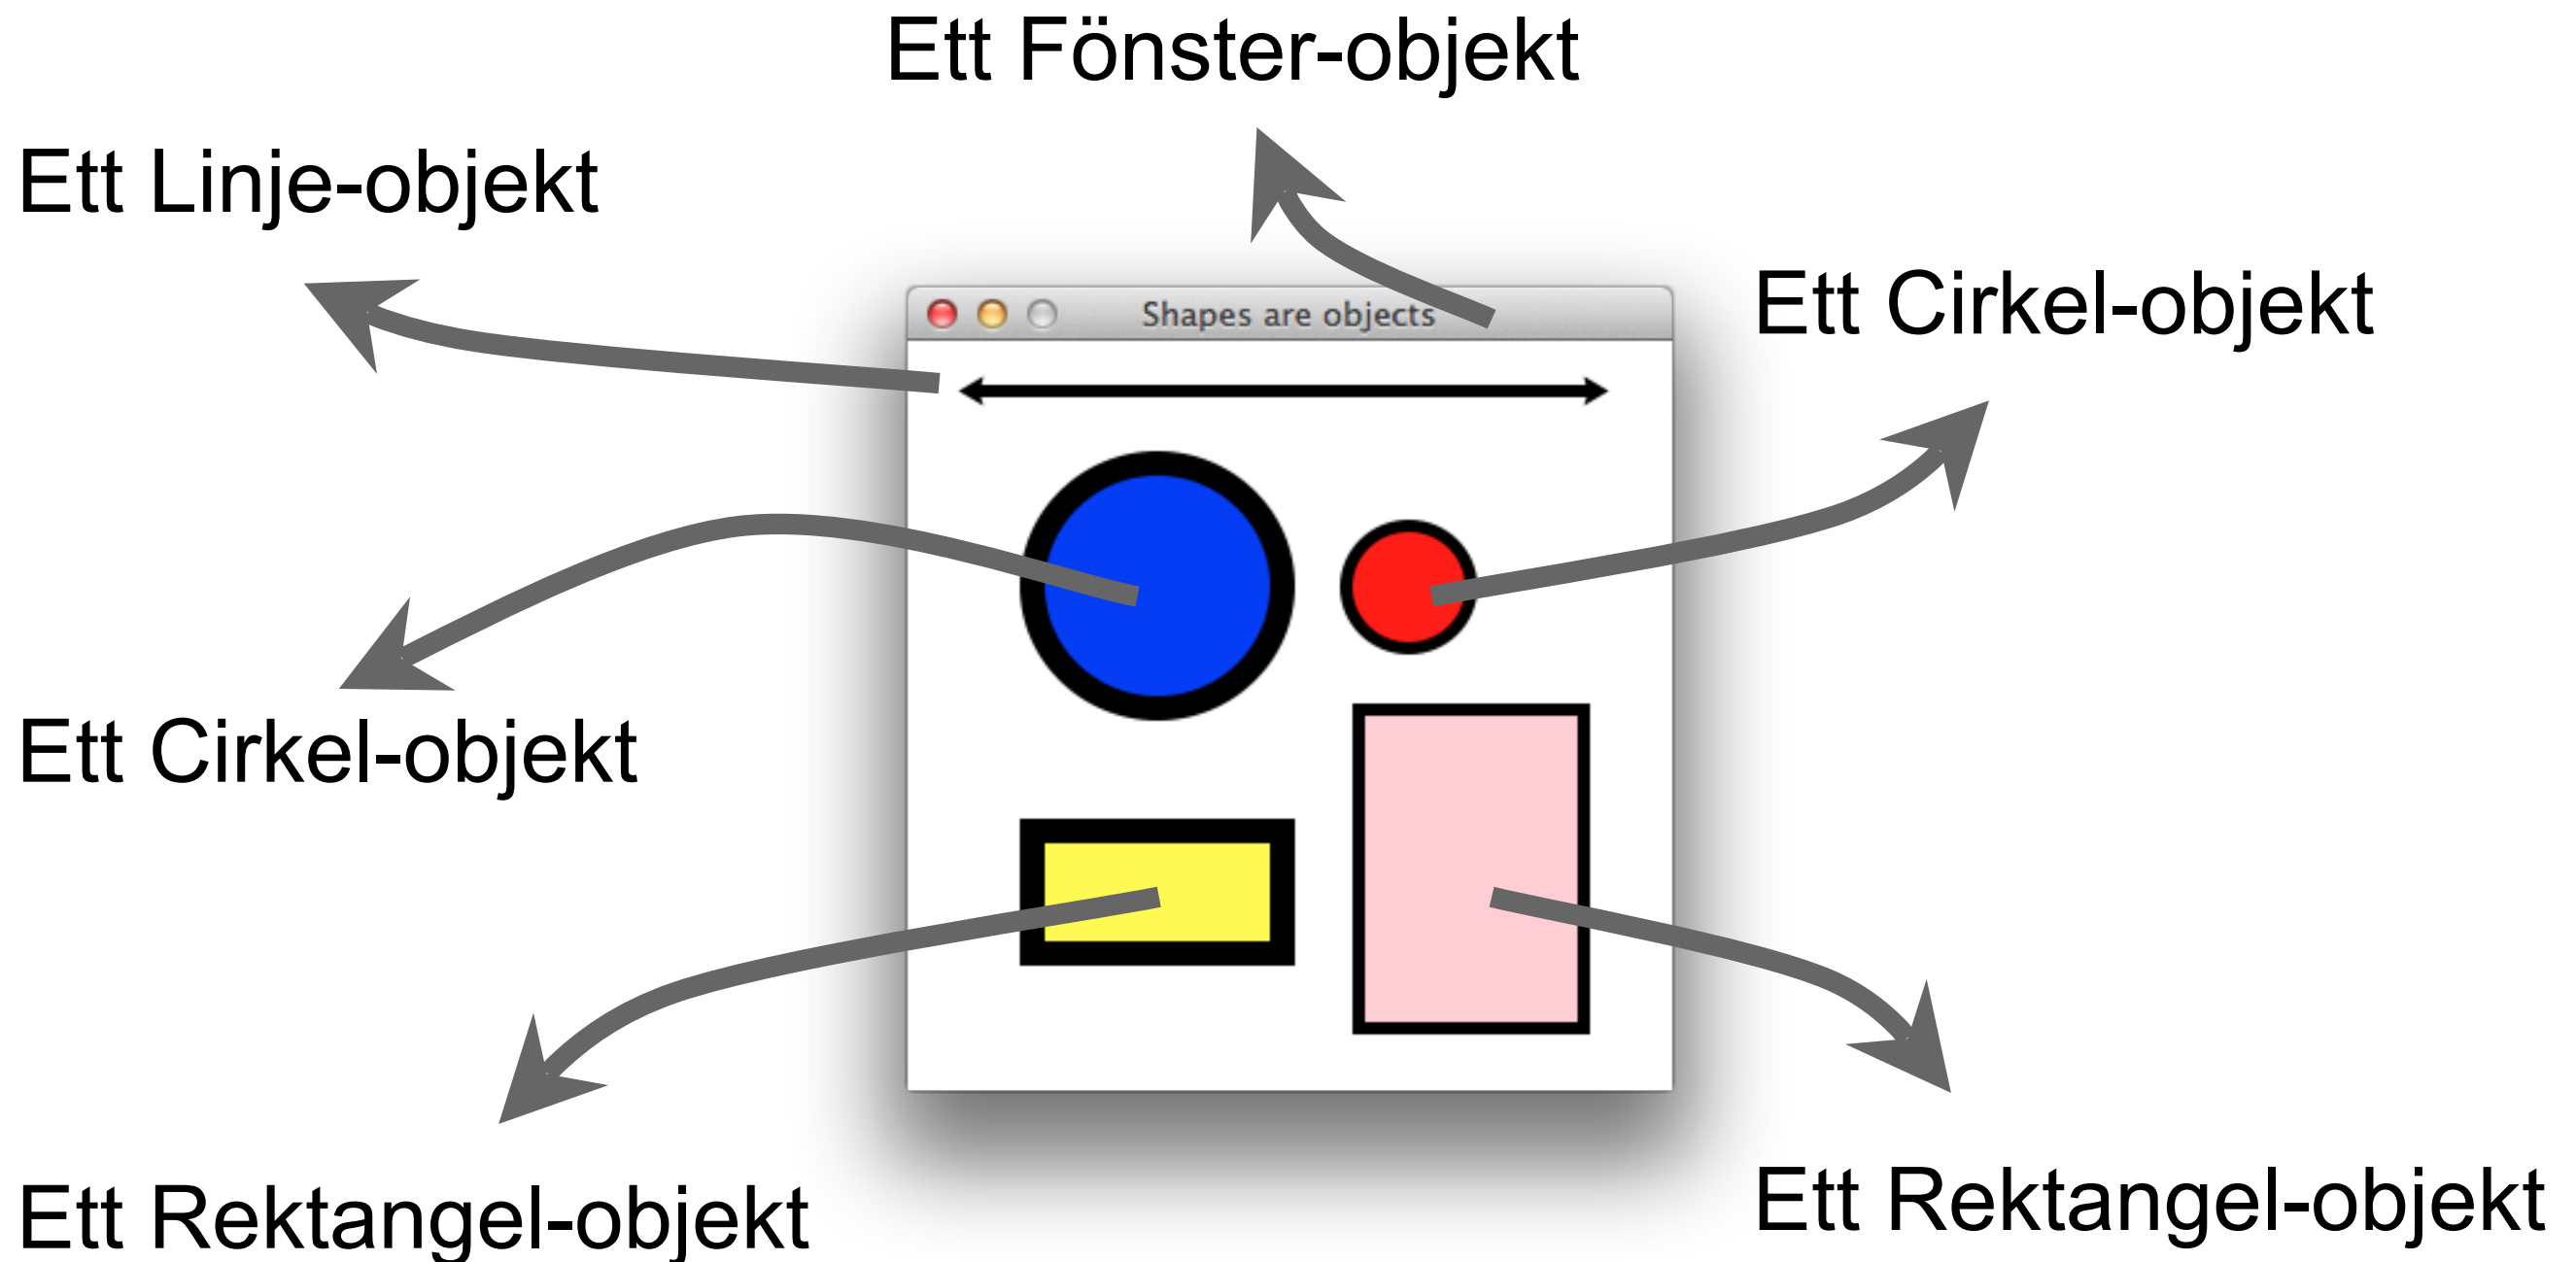 Ett Fönster-objekt
Ett Linje-objekt
Ett Cirkel-objekt
Shapes are objects
Ett Cirkel-objekt
Ett Rektangel-objekt
Ett Rektangel-objekt